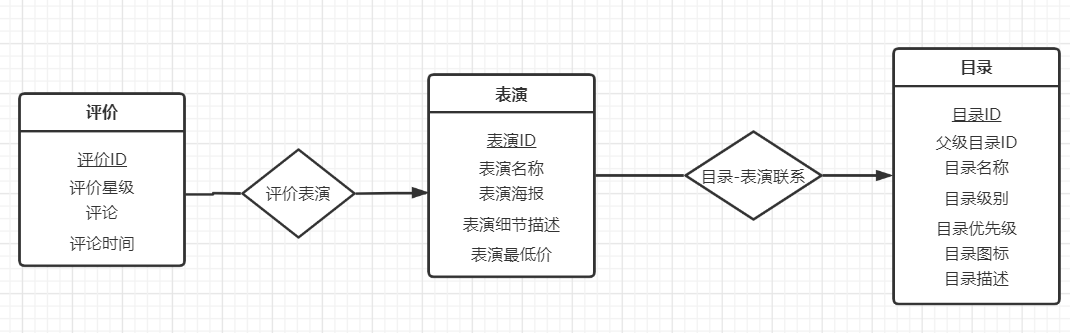 评价
评价ID
评价星级
评论
评论时间
评价表演
表演
表演ID
表演名称
表演海报
表演细节描述
表演最低价
目录-表演联系
目录
目录ID
父级目录ID
目录名称
目录级别
目录优先级
目录图标
目录描述